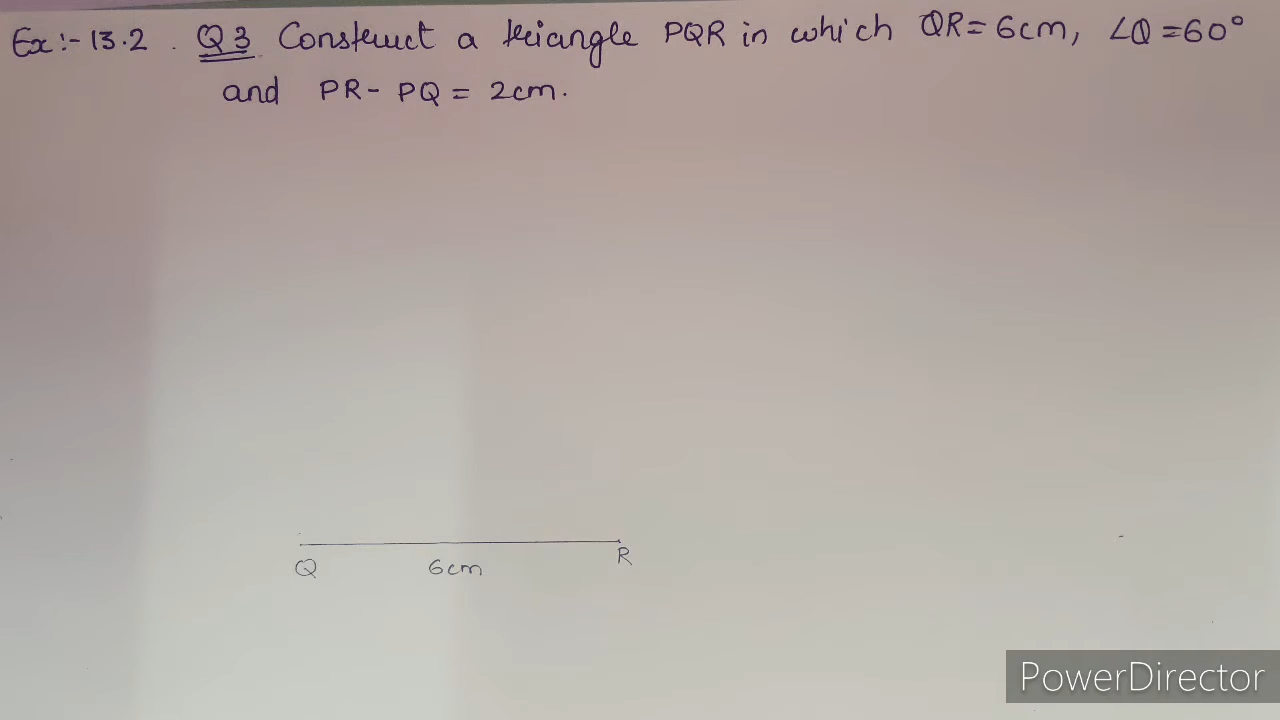 Ex:- 13.2 . Q3 Construct a triangle PQR in which QR = 6cm, ∠Q = 60°
and PR - PQ = 2cm.
Q 6cm R
PowerDirector